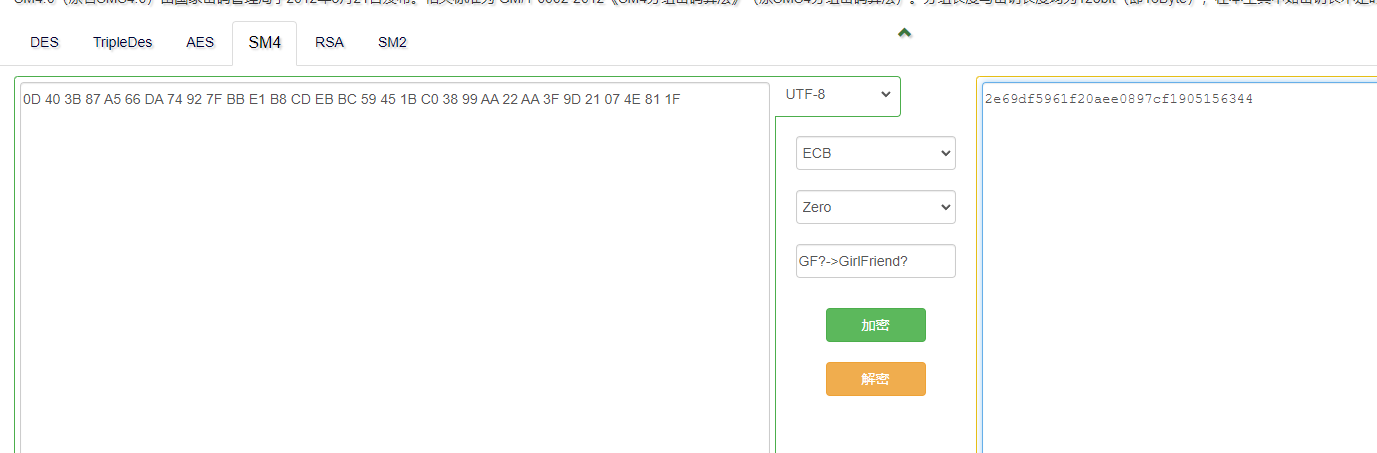 DES TripleDes AES SM4 RSA SM2
0D 40 3B 87 A5 66 DA 74 92 7F BB E1 B8 CD EB BC 59 45 1B C0 38 99 AA 22 AA 3F 9D 21 07 4E 81 1F
UTF-8
2e69df5961f20aee0897cf1905156344
ECB
Zero
GF?->GirlFriend?
加密
解密